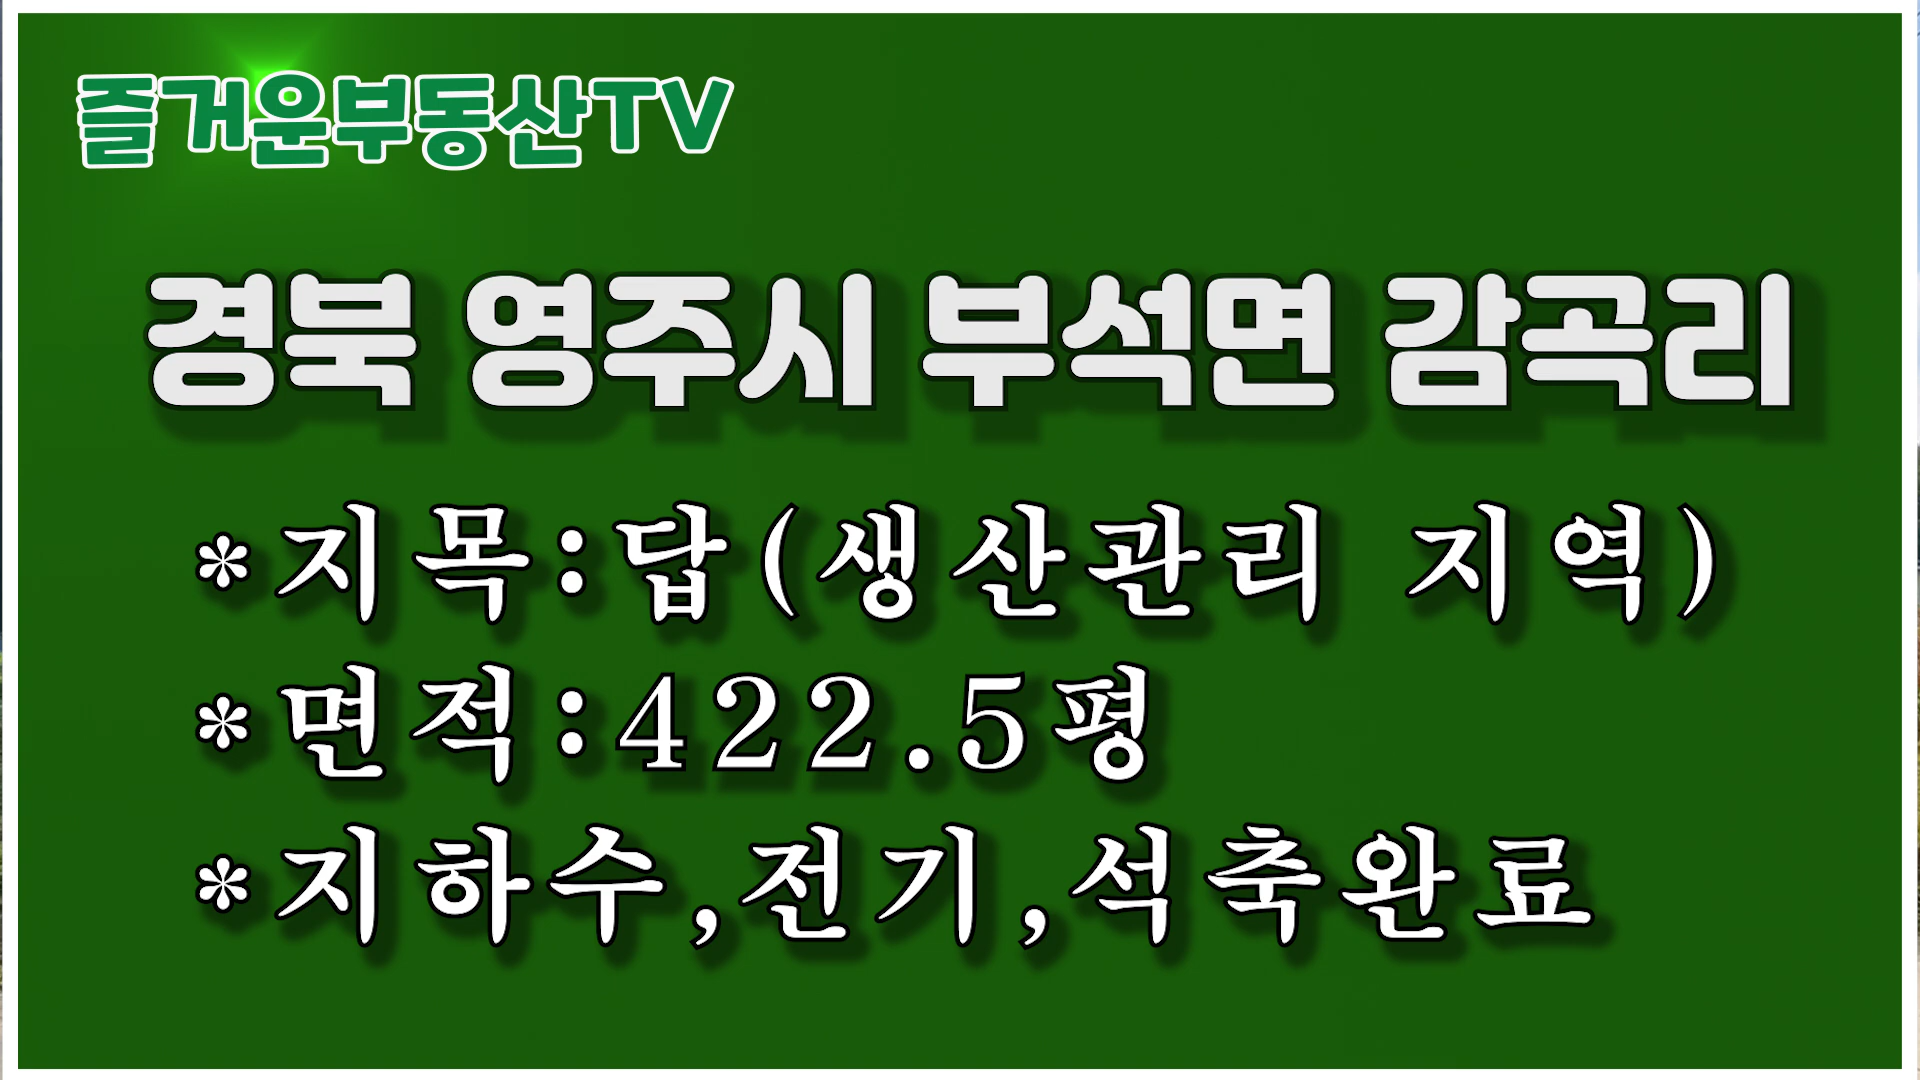 즐거운부동산TV
경북 영주시 부석면 감곡리
*지목:답(생산관리 지역)
*면적:422.5평
*지하수,전기,석축완료